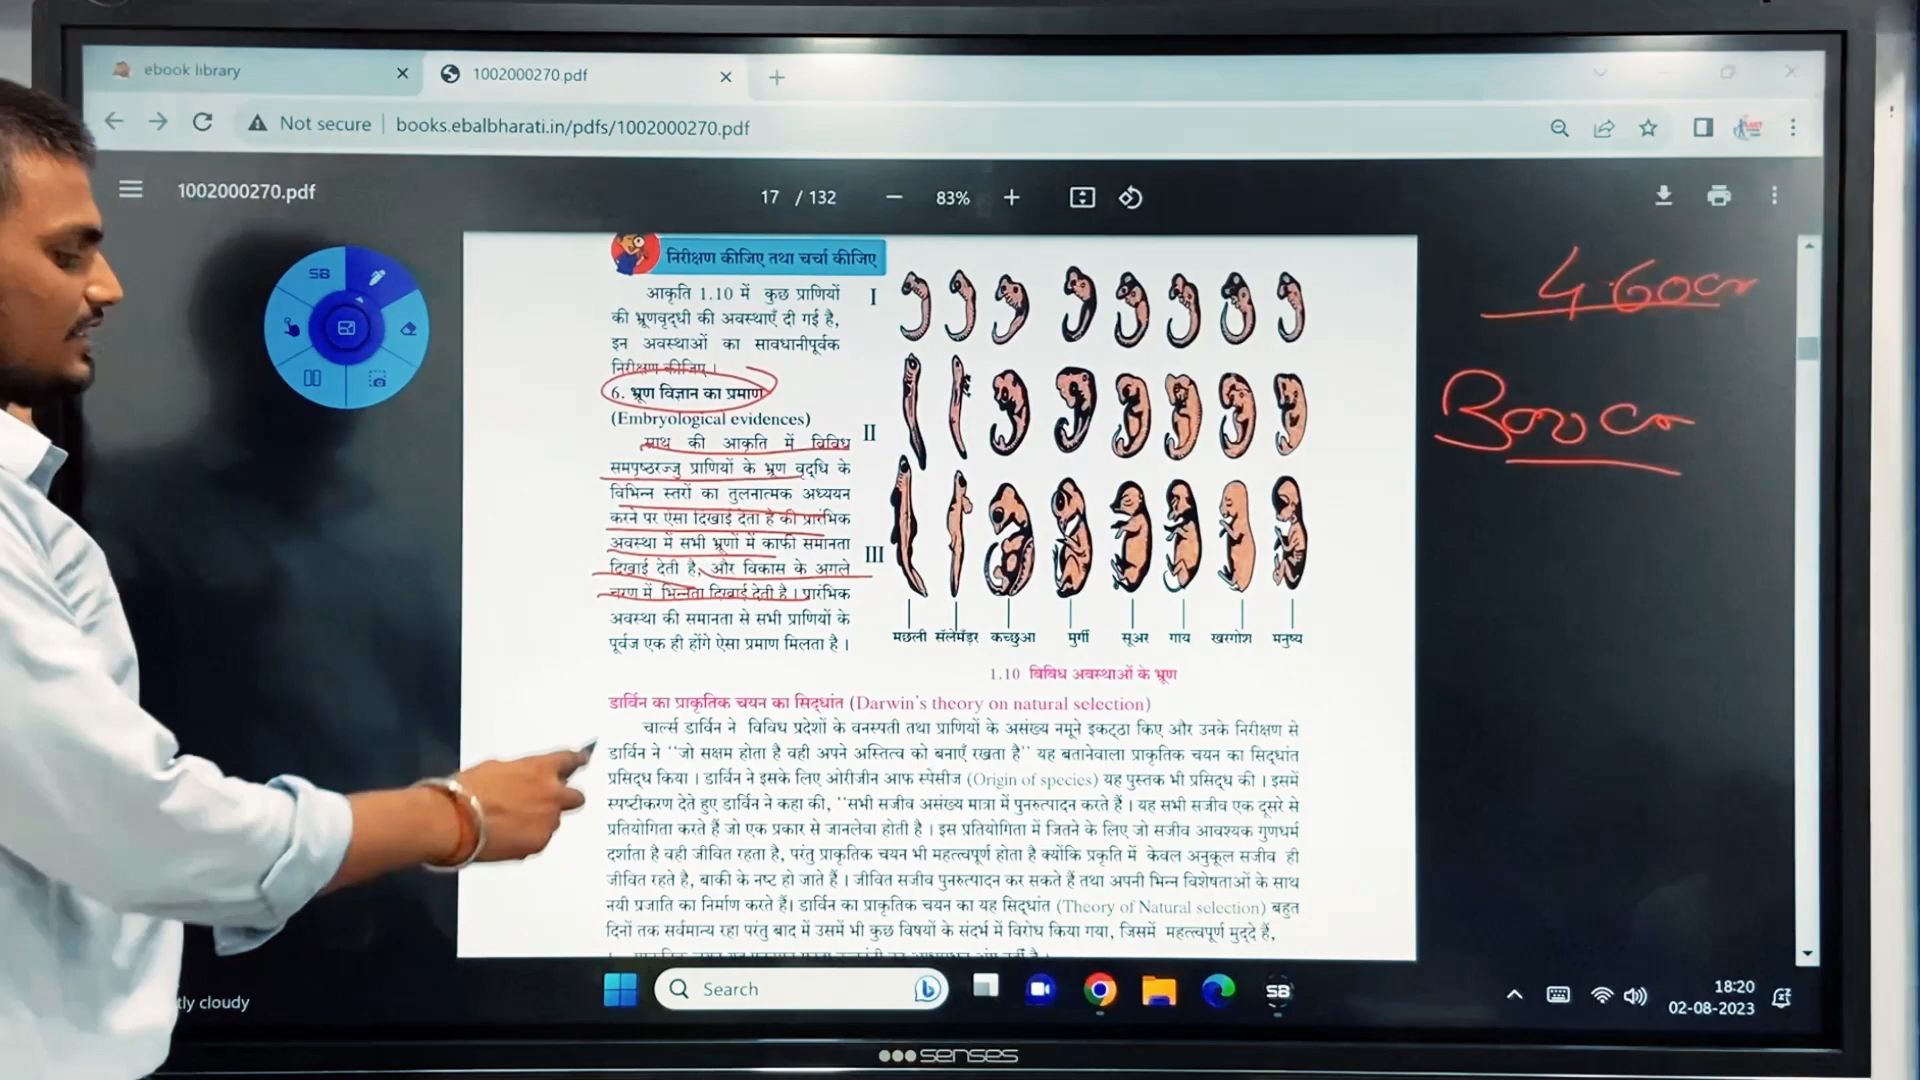 ebook library
1002000270.pdf
Not secure
books.ebalbharati.in/pdfs/1002000270.pdf
1002000270.pdf
17 / 132
83%
SB
निरीक्षण कीजिए तथा चर्चा कीजिए
आकृति 1.10 में कुछ प्राणियों
की भ्रूणवृद्धी की अवस्थाएँ दी गई है,
इन अवस्थाओं का सावधानीपूर्वक
निरीक्षण कीजिए ।
6. भ्रूण विज्ञान का प्रमाण
(Embryological evidences)
साथ की आकृति में विविध
समपृष्ठरज्जु प्राणियों के भ्रूण वृद्धि के
विभिन्न स्तरों का तुलनात्मक अध्ययन
करने पर ऐसा दिखाई देता है की प्रारंभिक
अवस्था में सभी भ्रूणों में काफी समानता
दिखाई देती है, और विकास के अगले
चरण में भिन्नता दिखाई देती है । प्रारंभिक
अवस्था की समानता से सभी प्राणियों के
पूर्वज एक ही होंगे ऐसा प्रमाण मिलता है ।
I
II
III
मछली सॅलेमँडर कच्छुआ मुर्गी सूअर गाय खरगोश मनुष्य
1.10 विविध अवस्थाओं के भ्रूण
डार्विन का प्राकृतिक चयन का सिद्धांत (Darwin's theory on natural selection)
चार्ल्स डार्विन ने विविध प्रदेशों के वनस्पती तथा प्राणियों के असंख्य नमूने इकट्ठा किए और उनके निरीक्षण से
डार्विन ने ''जो सक्षम होता है वही अपने अस्तित्व को बनाएँ रखता है'' यह बतानेवाला प्राकृतिक चयन का सिद्धांत
प्रसिद्ध किया । डार्विन ने इसके लिए ओरीजीन आफ स्पेसीज (Origin of species) यह पुस्तक भी प्रसिद्ध की । इसमें
स्पष्टीकरण देते हुए डार्विन ने कहा की, ''सभी सजीव असंख्य मात्रा में पुनरुत्पादन करते हैं । यह सभी सजीव एक दूसरे से
प्रतियोगिता करते हैं जो एक प्रकार से जानलेवा होती है । इस प्रतियोगिता में जितने के लिए जो सजीव आवश्यक गुणधर्म
दर्शाता है वही जीवित रहता है, परंतु प्राकृतिक चयन भी महत्त्वपूर्ण होता है क्योंकि प्रकृति में केवल अनुकूल सजीव ही
जीवित रहते है, बाकी के नष्ट हो जाते हैं । जीवित सजीव पुनरुत्पादन कर सकते हैं तथा अपनी भिन्न विशेषताओं के साथ
नयी प्रजाति का निर्माण करते हैं। डार्विन का प्राकृतिक चयन का यह सिद्धांत (Theory of Natural selection) बहुत
दिनों तक सर्वमान्य रहा परंतु बाद में उसमें भी कुछ विषयों के संदर्भ में विरोध किया गया, जिसमें महत्त्वपूर्ण मुद्दे हैं,
4.60cr
300 cr
tly cloudy
Search
SB
18:20
02-08-2023
senses